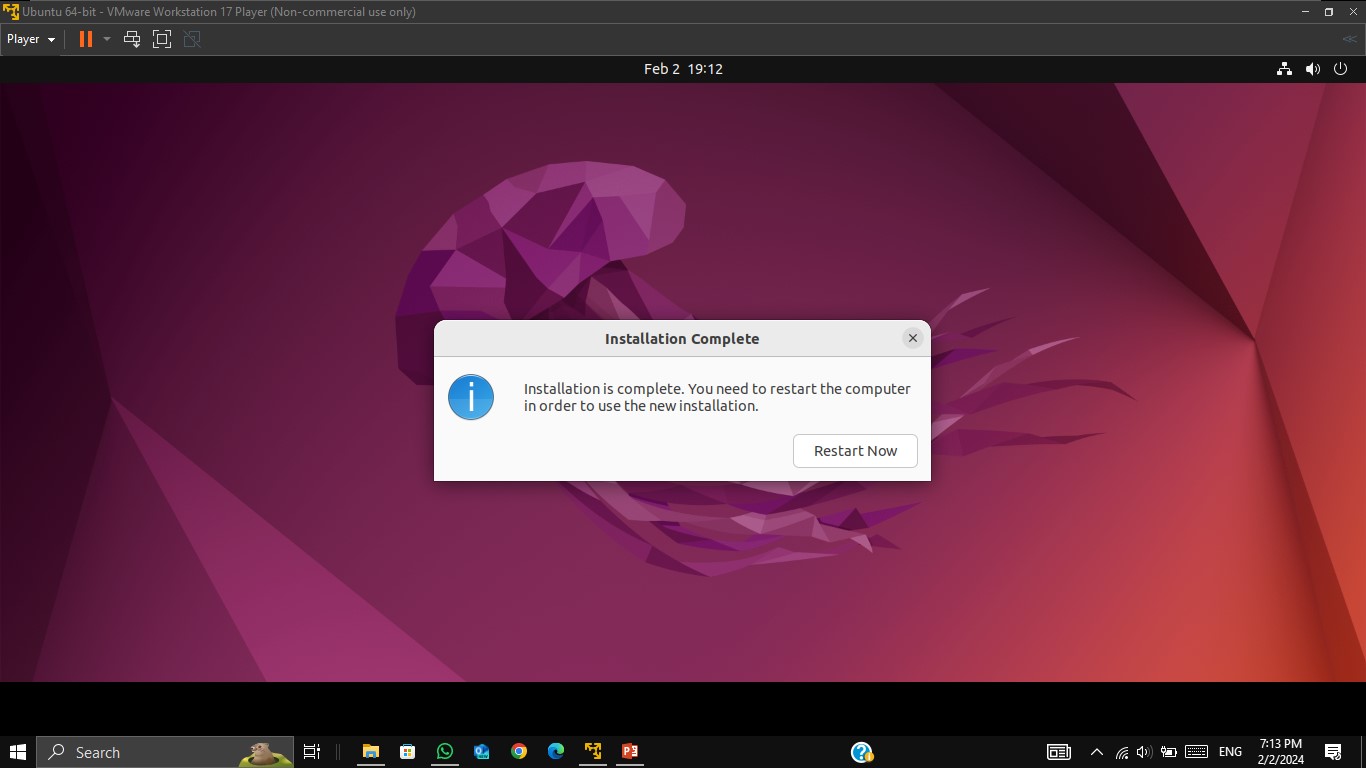 Ubuntu 64-bit - VMware Workstation 17 Player (Non-commercial use only)
Player
Feb 2 19:12
Installation Complete
Installation is complete. You need to restart the computer
in order to use the new installation.
Restart Now
Search
ENG
7:13 PM
2/2/2024